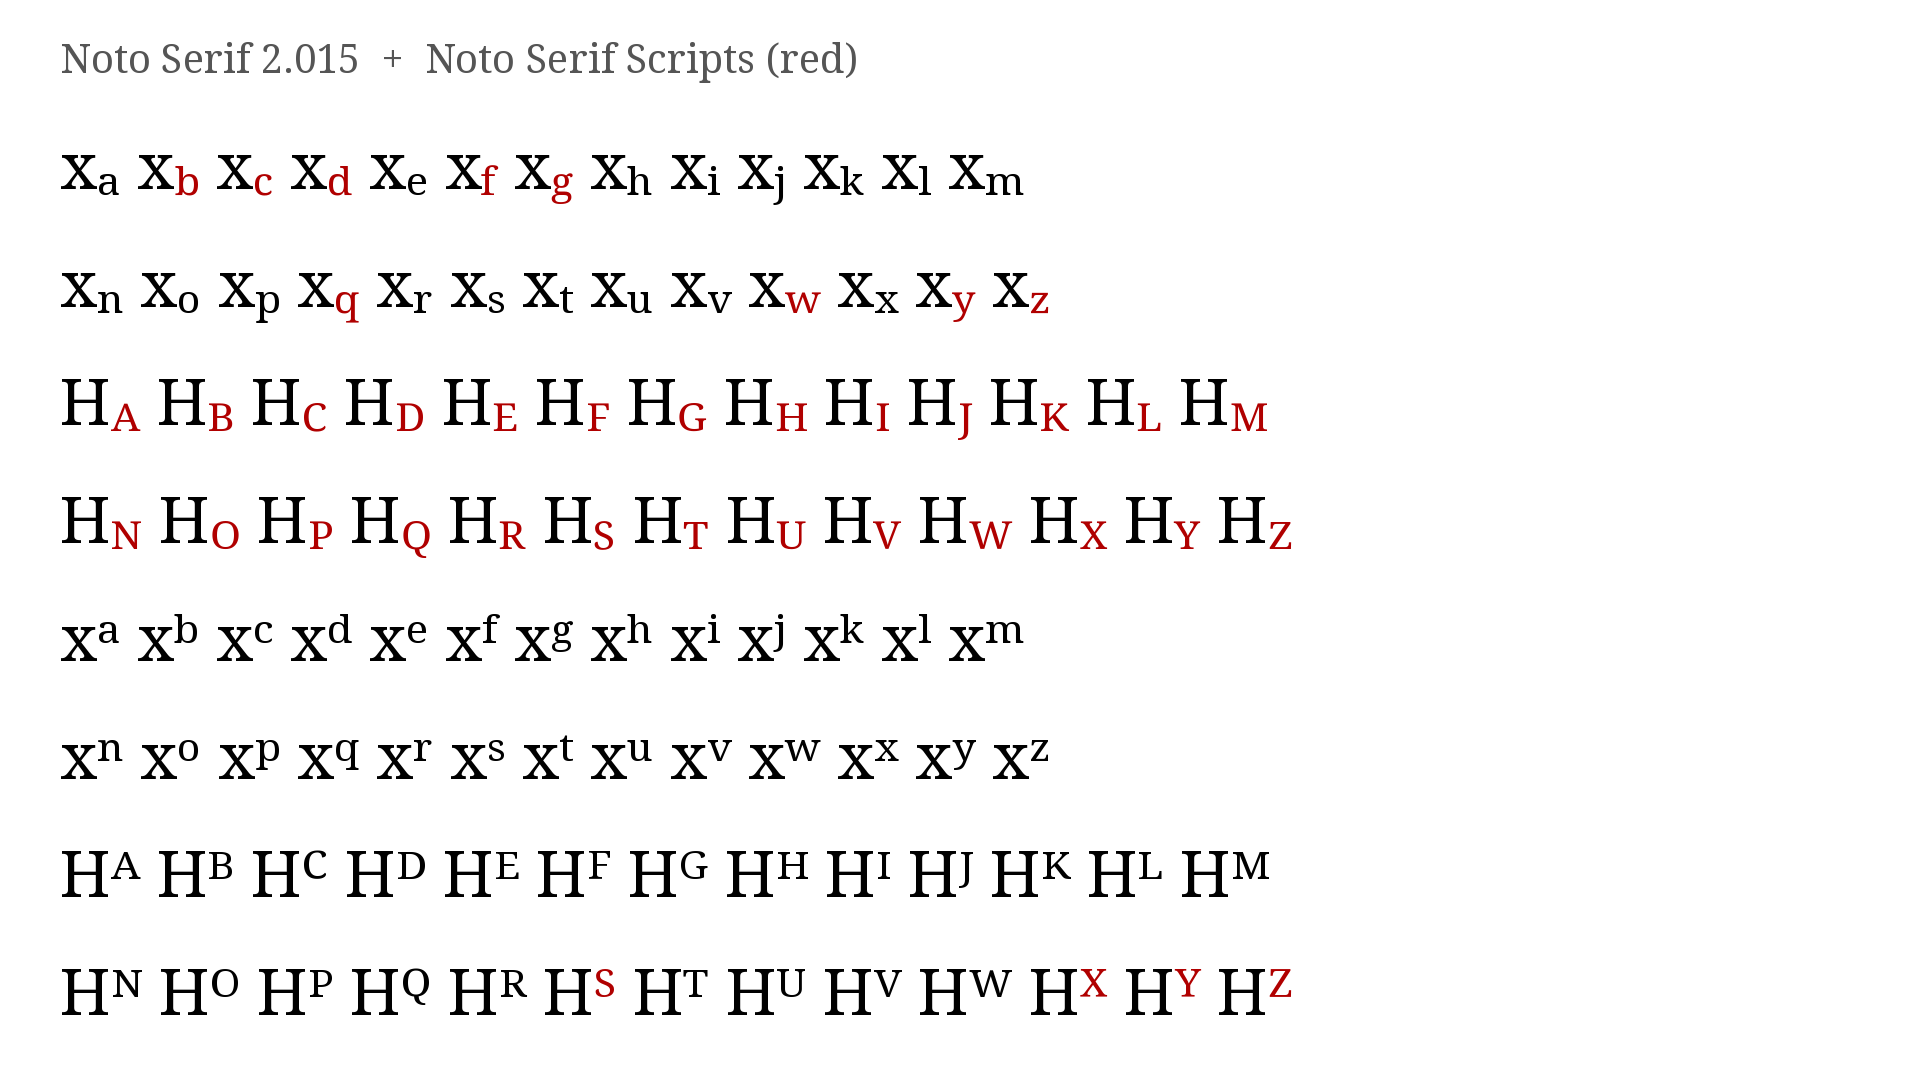 Noto Serif 2.015 + Noto Serif Scripts (red)
xₐ x_b x_c x_d xₑ x_f x_g xₕ xᵢ xⱼ xₖ xₗ xₘ
xₙ xₒ xₚ x_q xᵣ xₛ xₜ xᵤ xᵥ x_w xₓ x_y x_z
H_A H_B H_C H_D H_E H_F H_G H_H H_I H_J H_K H_L H_M
H_N H_O H_P H_Q H_R H_S H_T H_U H_V H_W H_X H_Y H_Z
xᵃ xᵇ xᶜ xᵈ xᵉ xᶠ xᵍ xʰ xⁱ xʲ xᵏ xˡ xᵐ
xⁿ xᵒ xᵖ x𐞥 xʳ xˢ xᵗ xᵘ xᵛ xʷ xˣ xʸ xᶻ
Hᴬ Hᴮ Hꟲ Hᴰ Hᴱ Hꟳ Hᴳ Hᴴ Hᴵ Hᴶ Hᴷ Hᴸ Hᴹ
Hᴺ Hᴼ Hᴾ Hꟴ Hᴿ H^S Hᵀ Hᵁ Hⱽ Hᵂ H^X H^Y H^Z